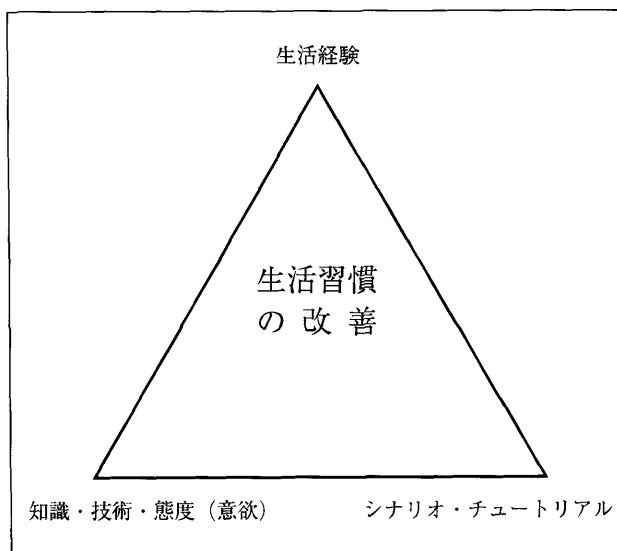 生活経験
生活習慣
の改善
知識・技術・態度（意欲）
シナリオ・チュートリアル